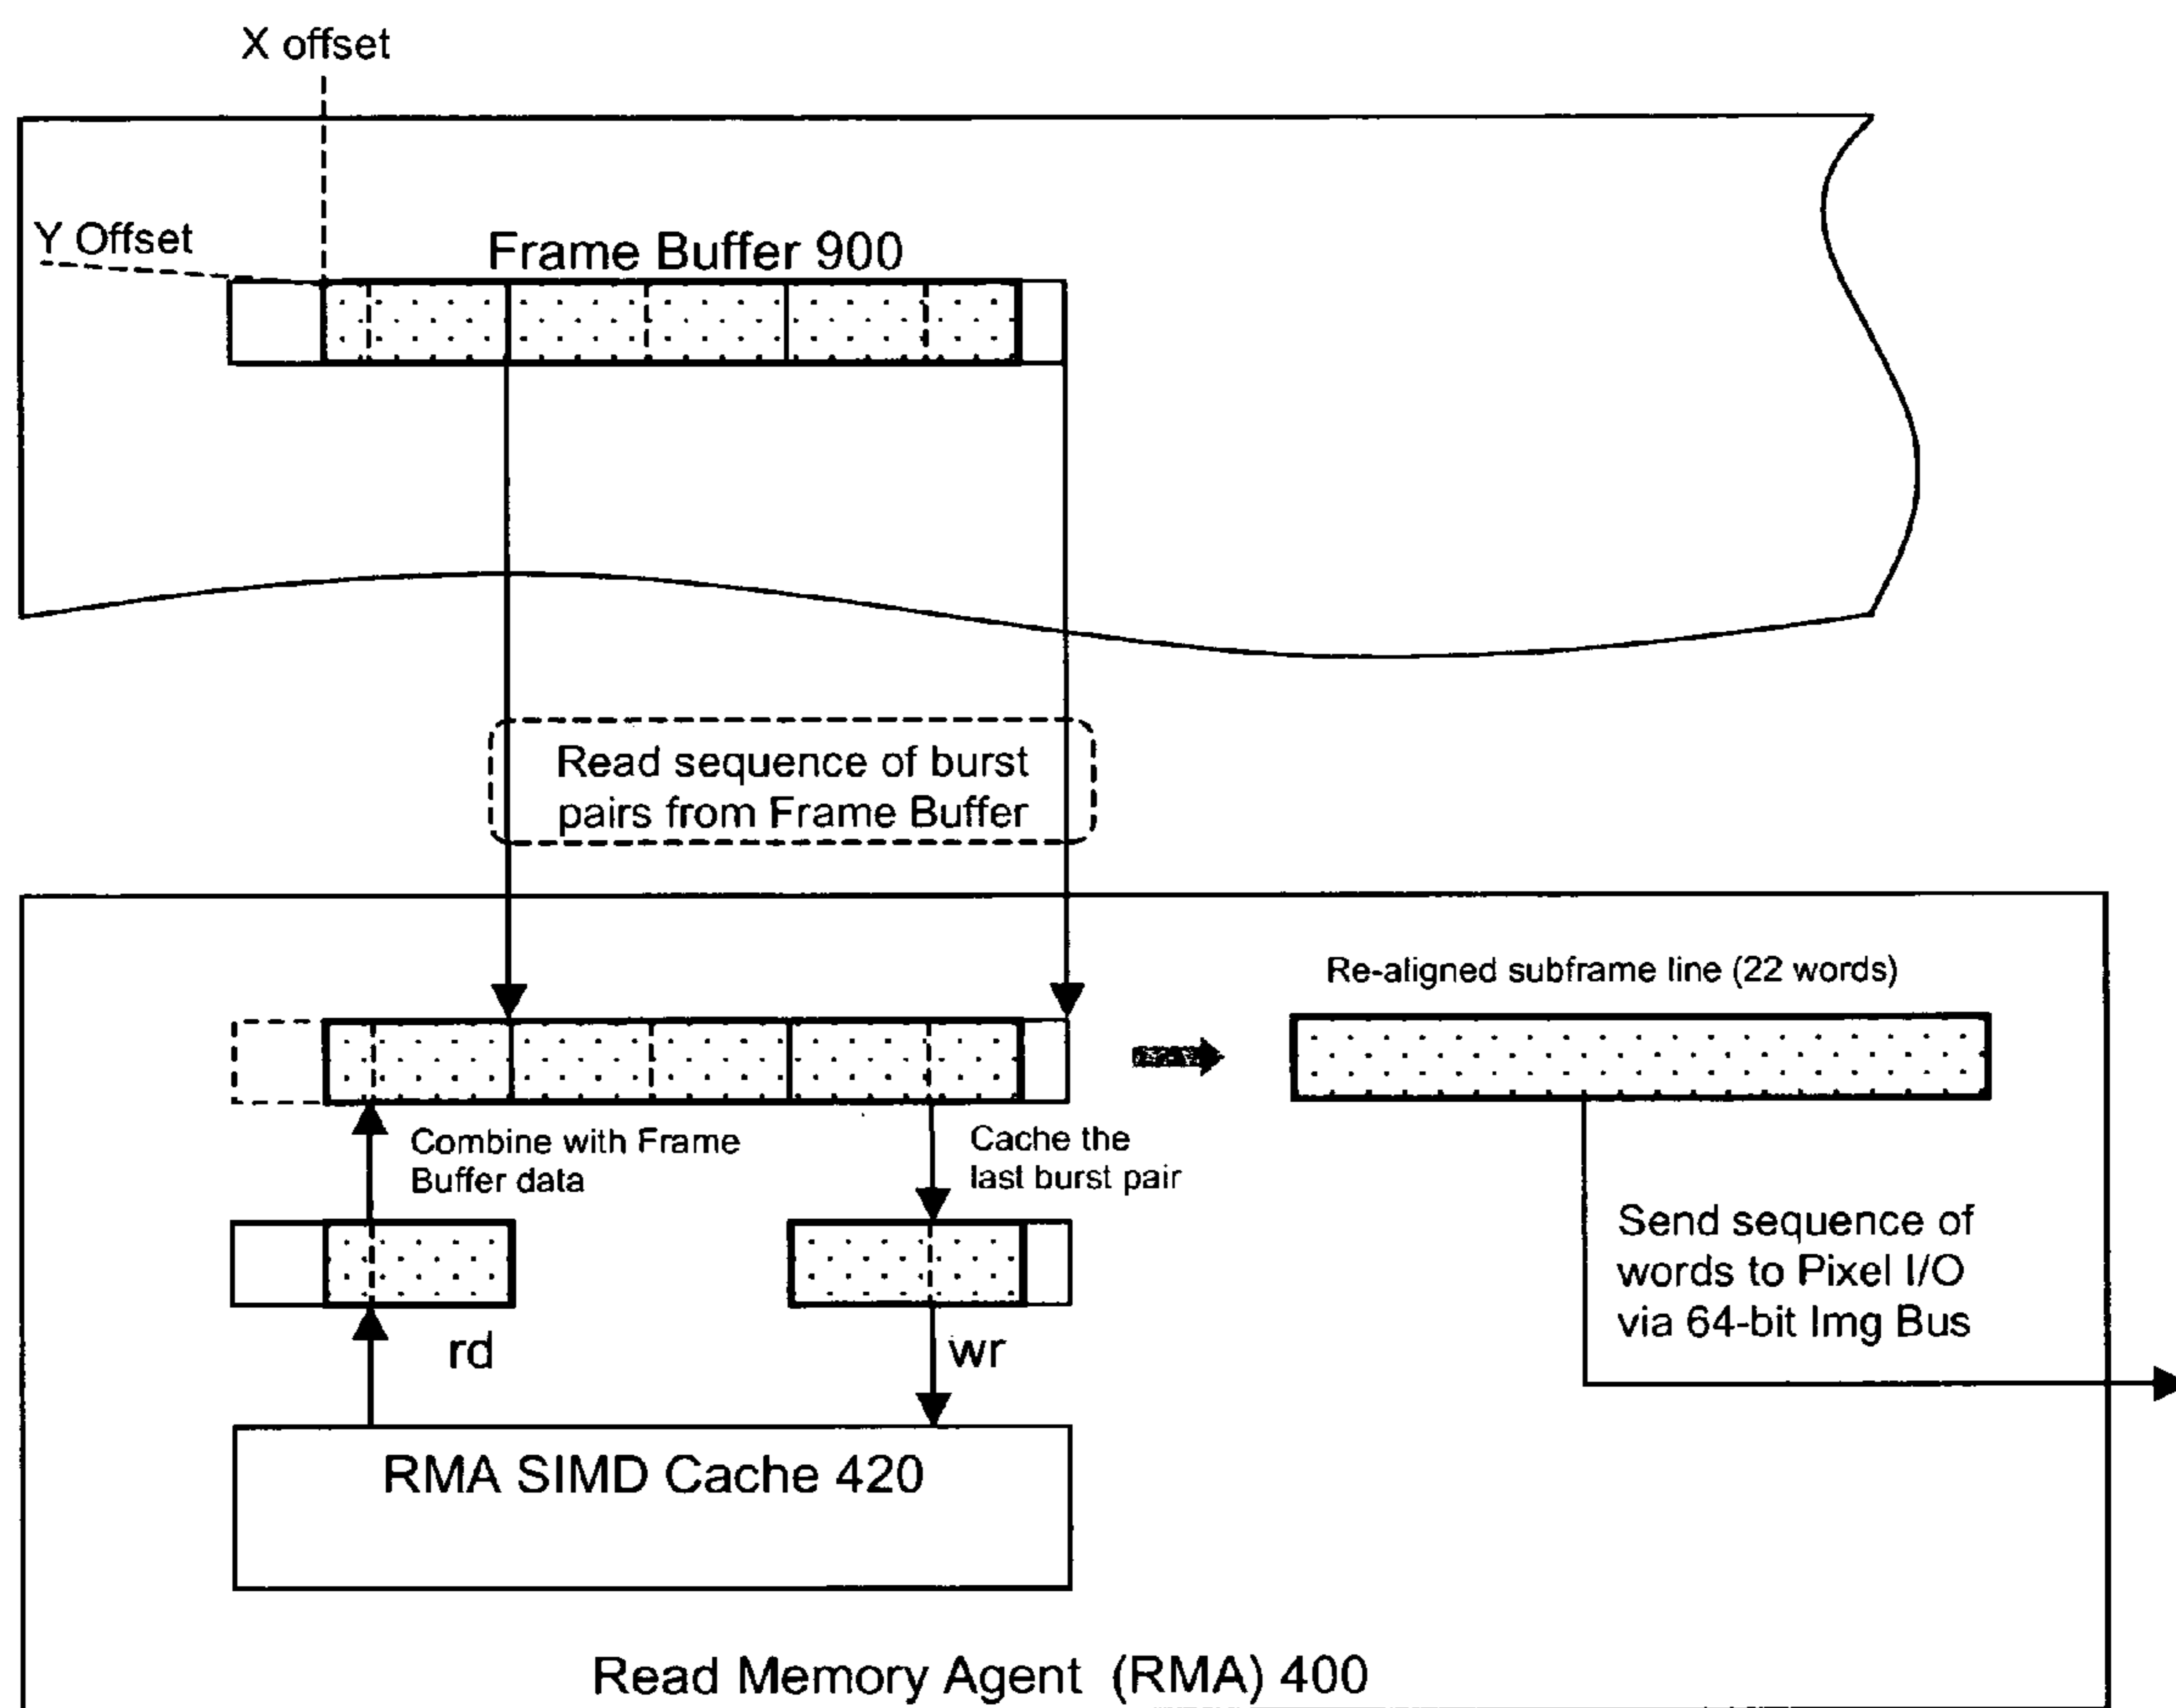 X offset
Y Offset
Frame Buffer 900
Read sequence of burst
pairs from Frame Buffer
Re-aligned subframe line (22 words)
Combine with Frame
Buffer data
Cache the
last burst pair
Send sequence of
words to Pixel I/O
via 64-bit Img Bus
rd
wr
RMA SIMD Cache 420
Read Memory Agent (RMA) 400